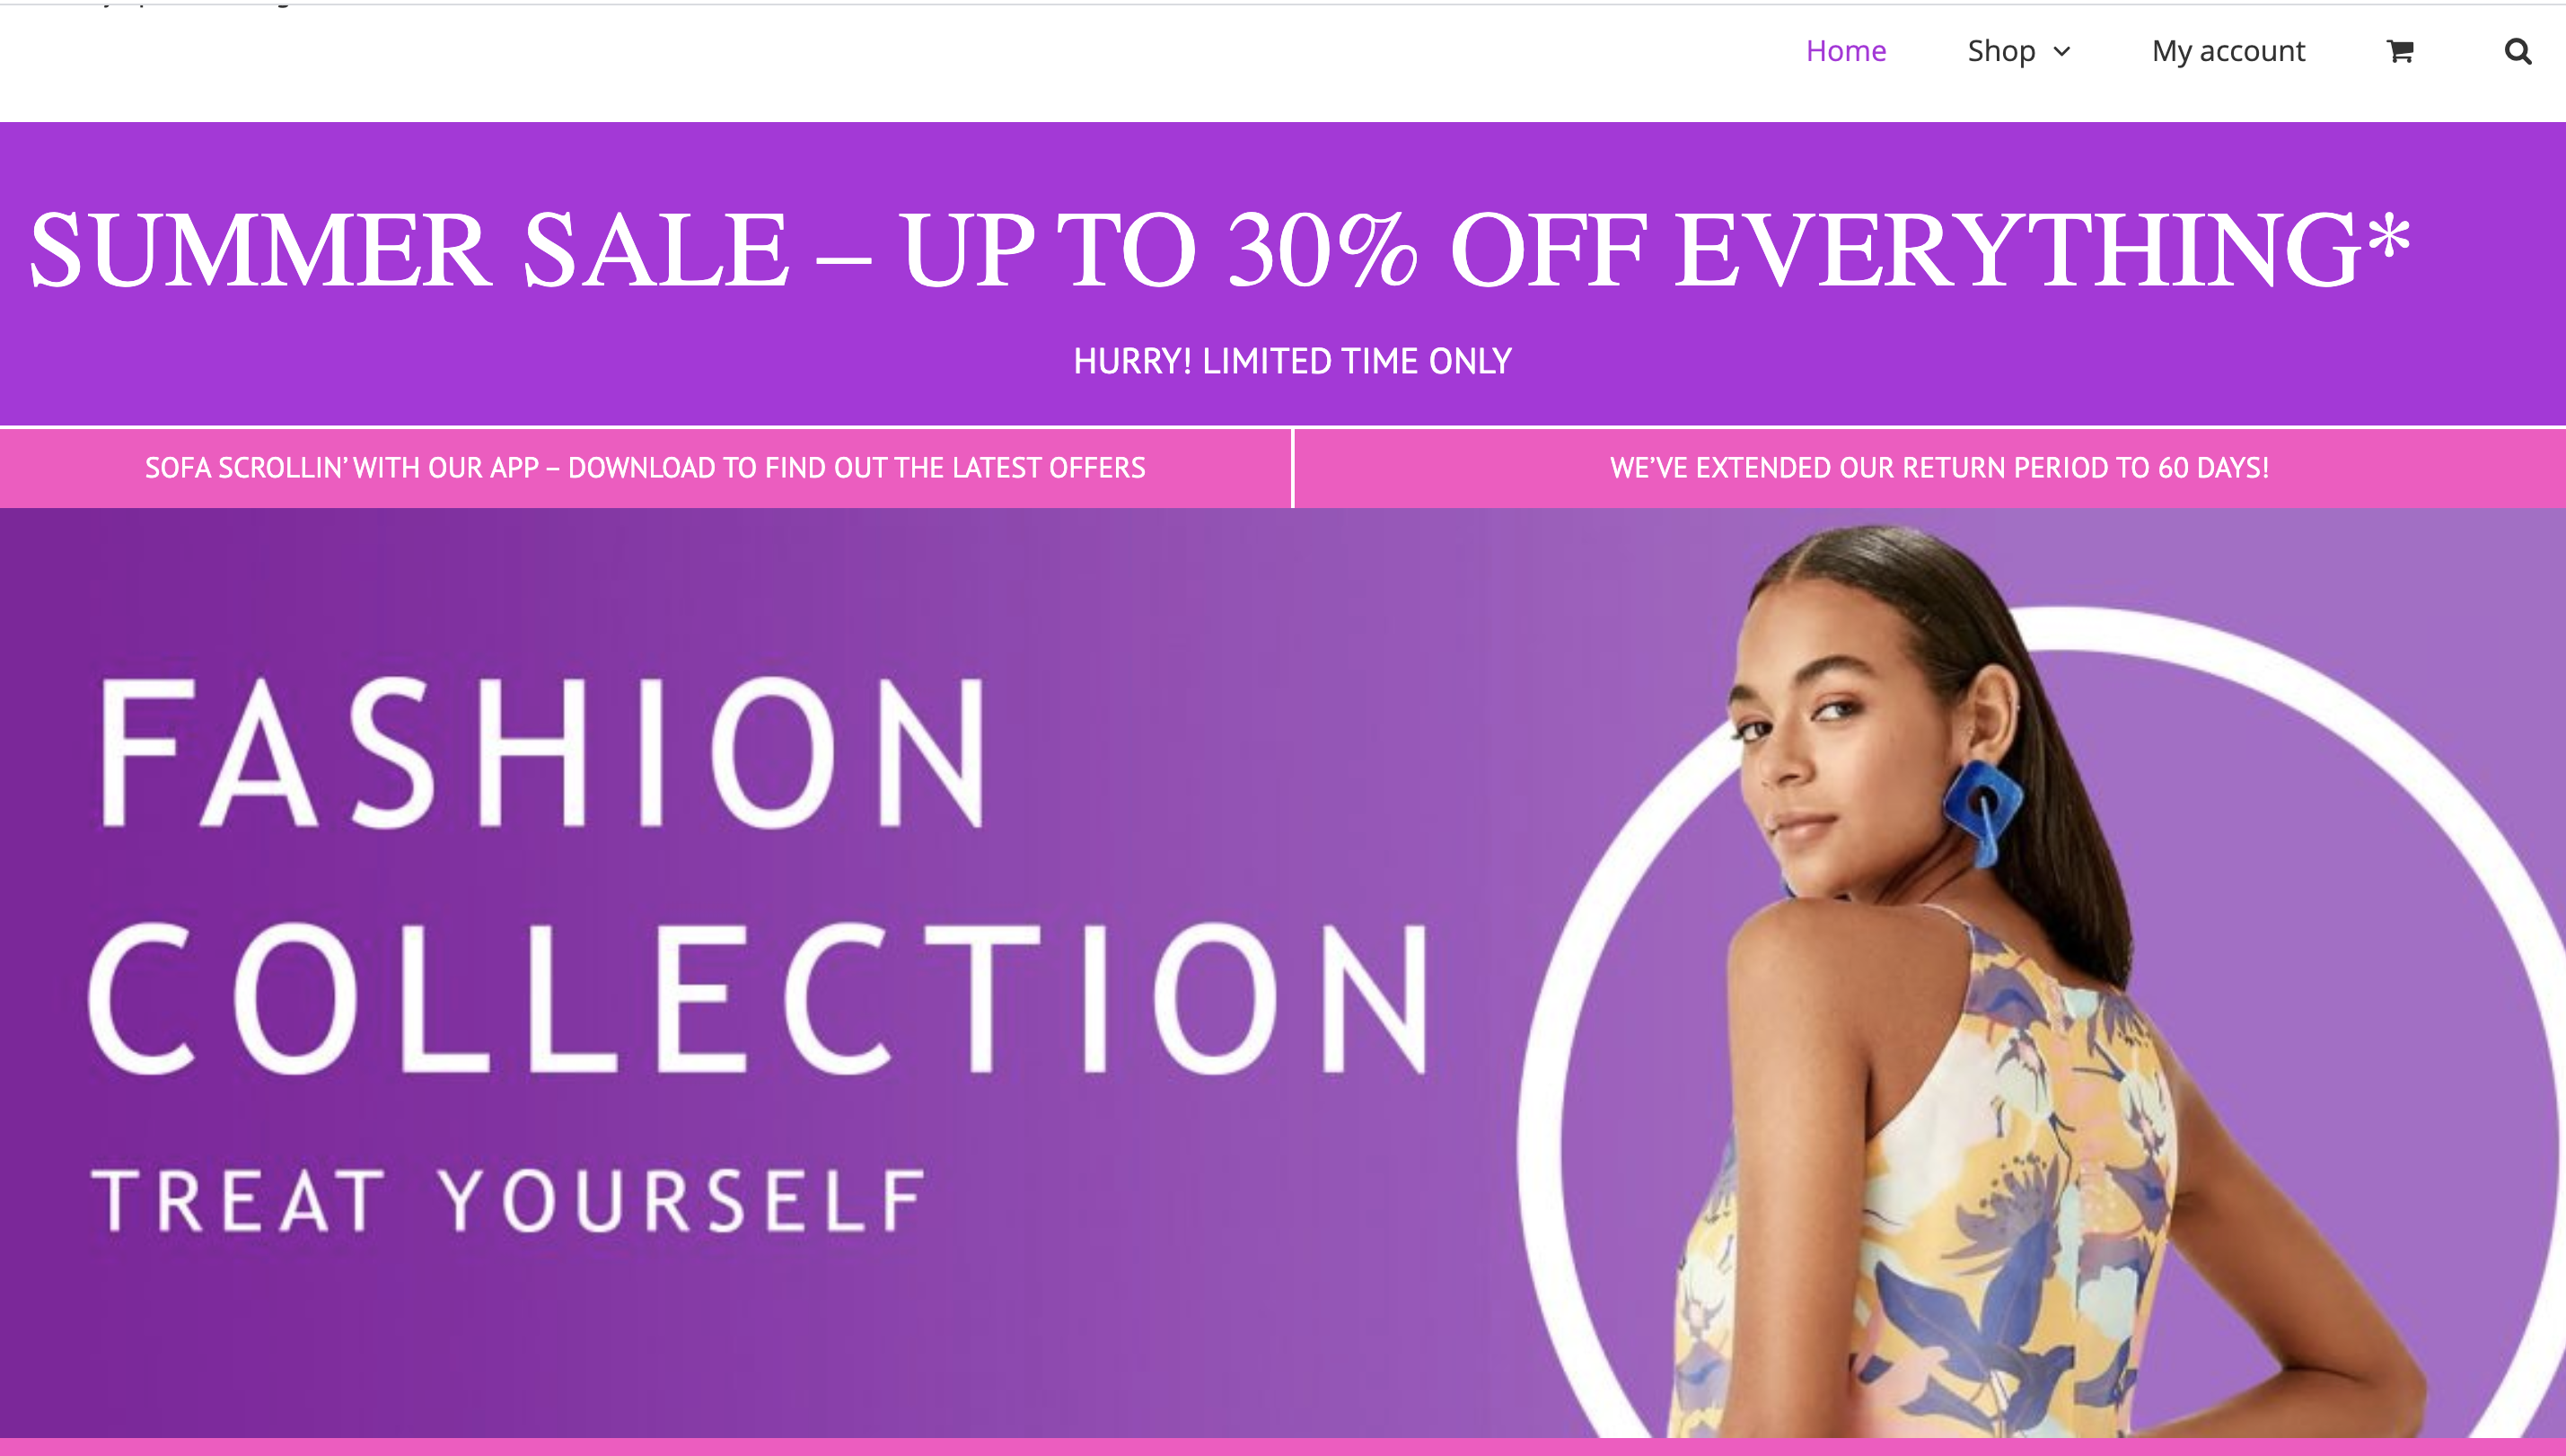 Home Shop My account
SUMMER SALE – UP TO 30% OFF EVERYTHING*
HURRY! LIMITED TIME ONLY
SOFA SCROLLIN’ WITH OUR APP – DOWNLOAD TO FIND OUT THE LATEST OFFERS
WE’VE EXTENDED OUR RETURN PERIOD TO 60 DAYS!
FASHION
COLLECTION
TREAT YOURSELF